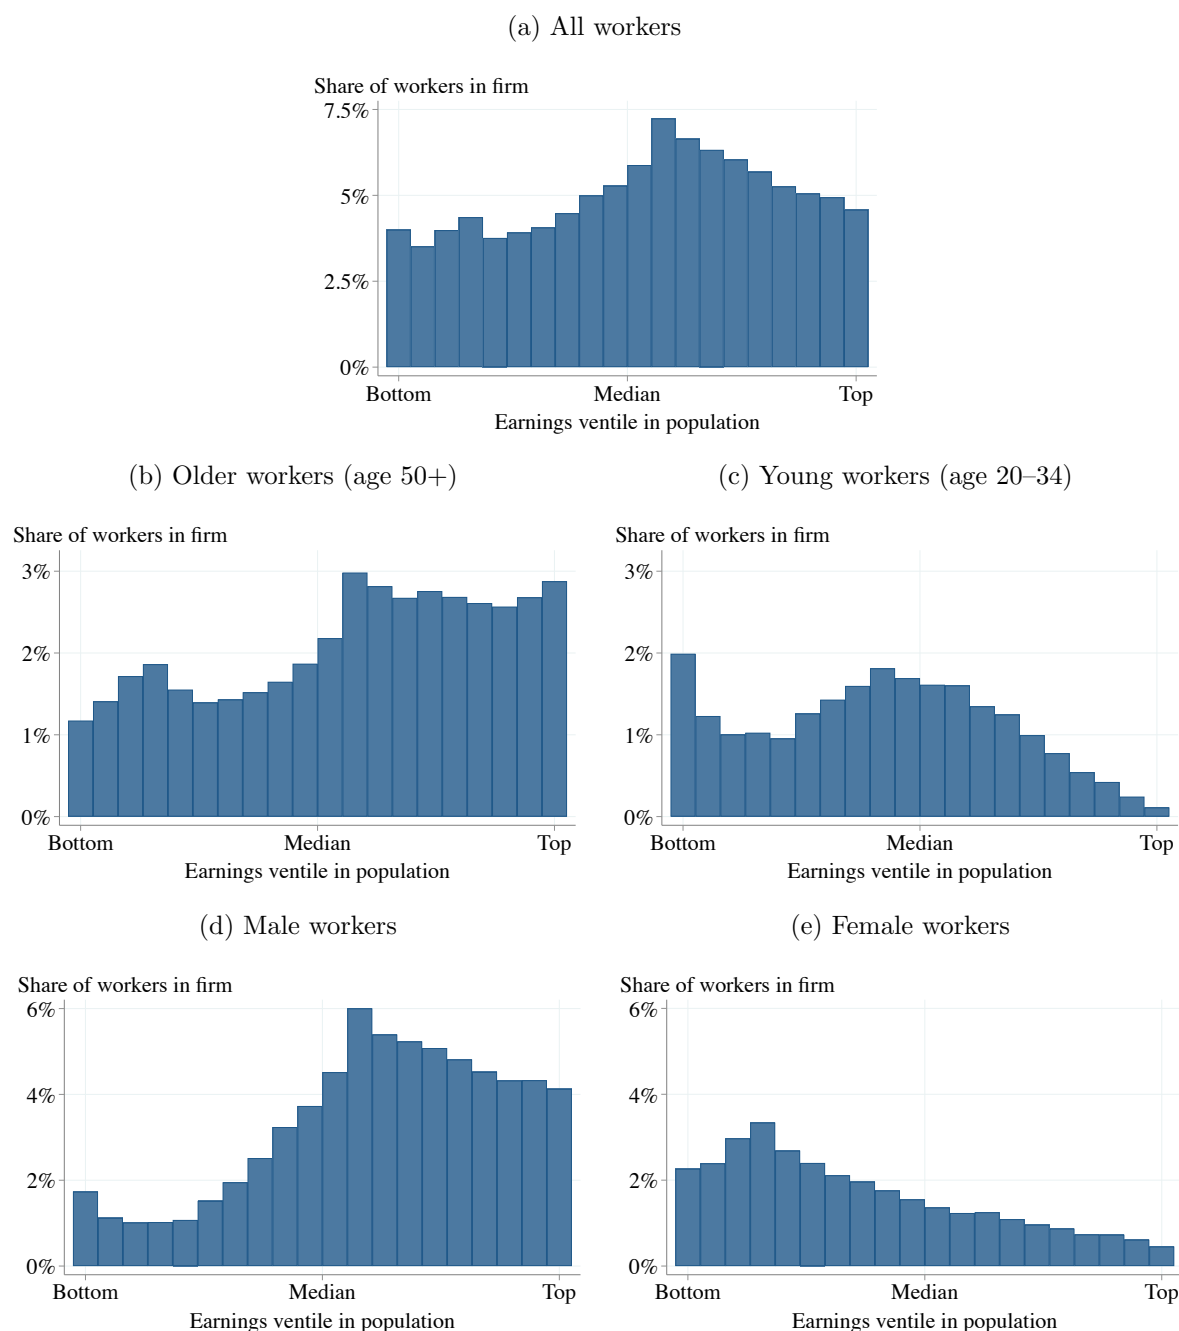 (a) All workers
Share of workers in firm
7.5%
5%
2.5%
0%
Bottom Median Top
Earnings ventile in population
(b) Older workers (age 50+)
Share of workers in firm
3%
2%
1%
0%
Bottom Median Top
Earnings ventile in population
(c) Young workers (age 20–34)
Share of workers in firm
3%
2%
1%
0%
Bottom Median Top
Earnings ventile in population
(d) Male workers
Share of workers in firm
6%
4%
2%
0%
Bottom Median Top
Earnings ventile in population
(e) Female workers
Share of workers in firm
6%
4%
2%
0%
Bottom Median Top
Earnings ventile in population